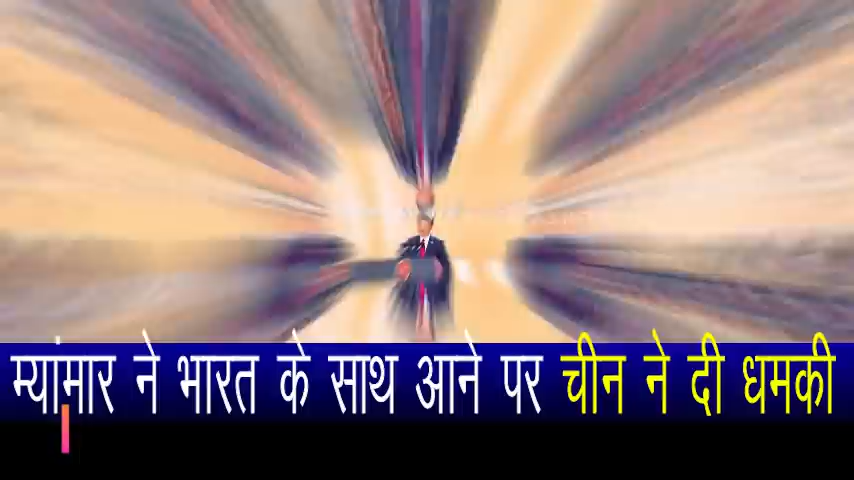 म्यांमार ने भारत के साथ आने पर चीन ने दी धमकी